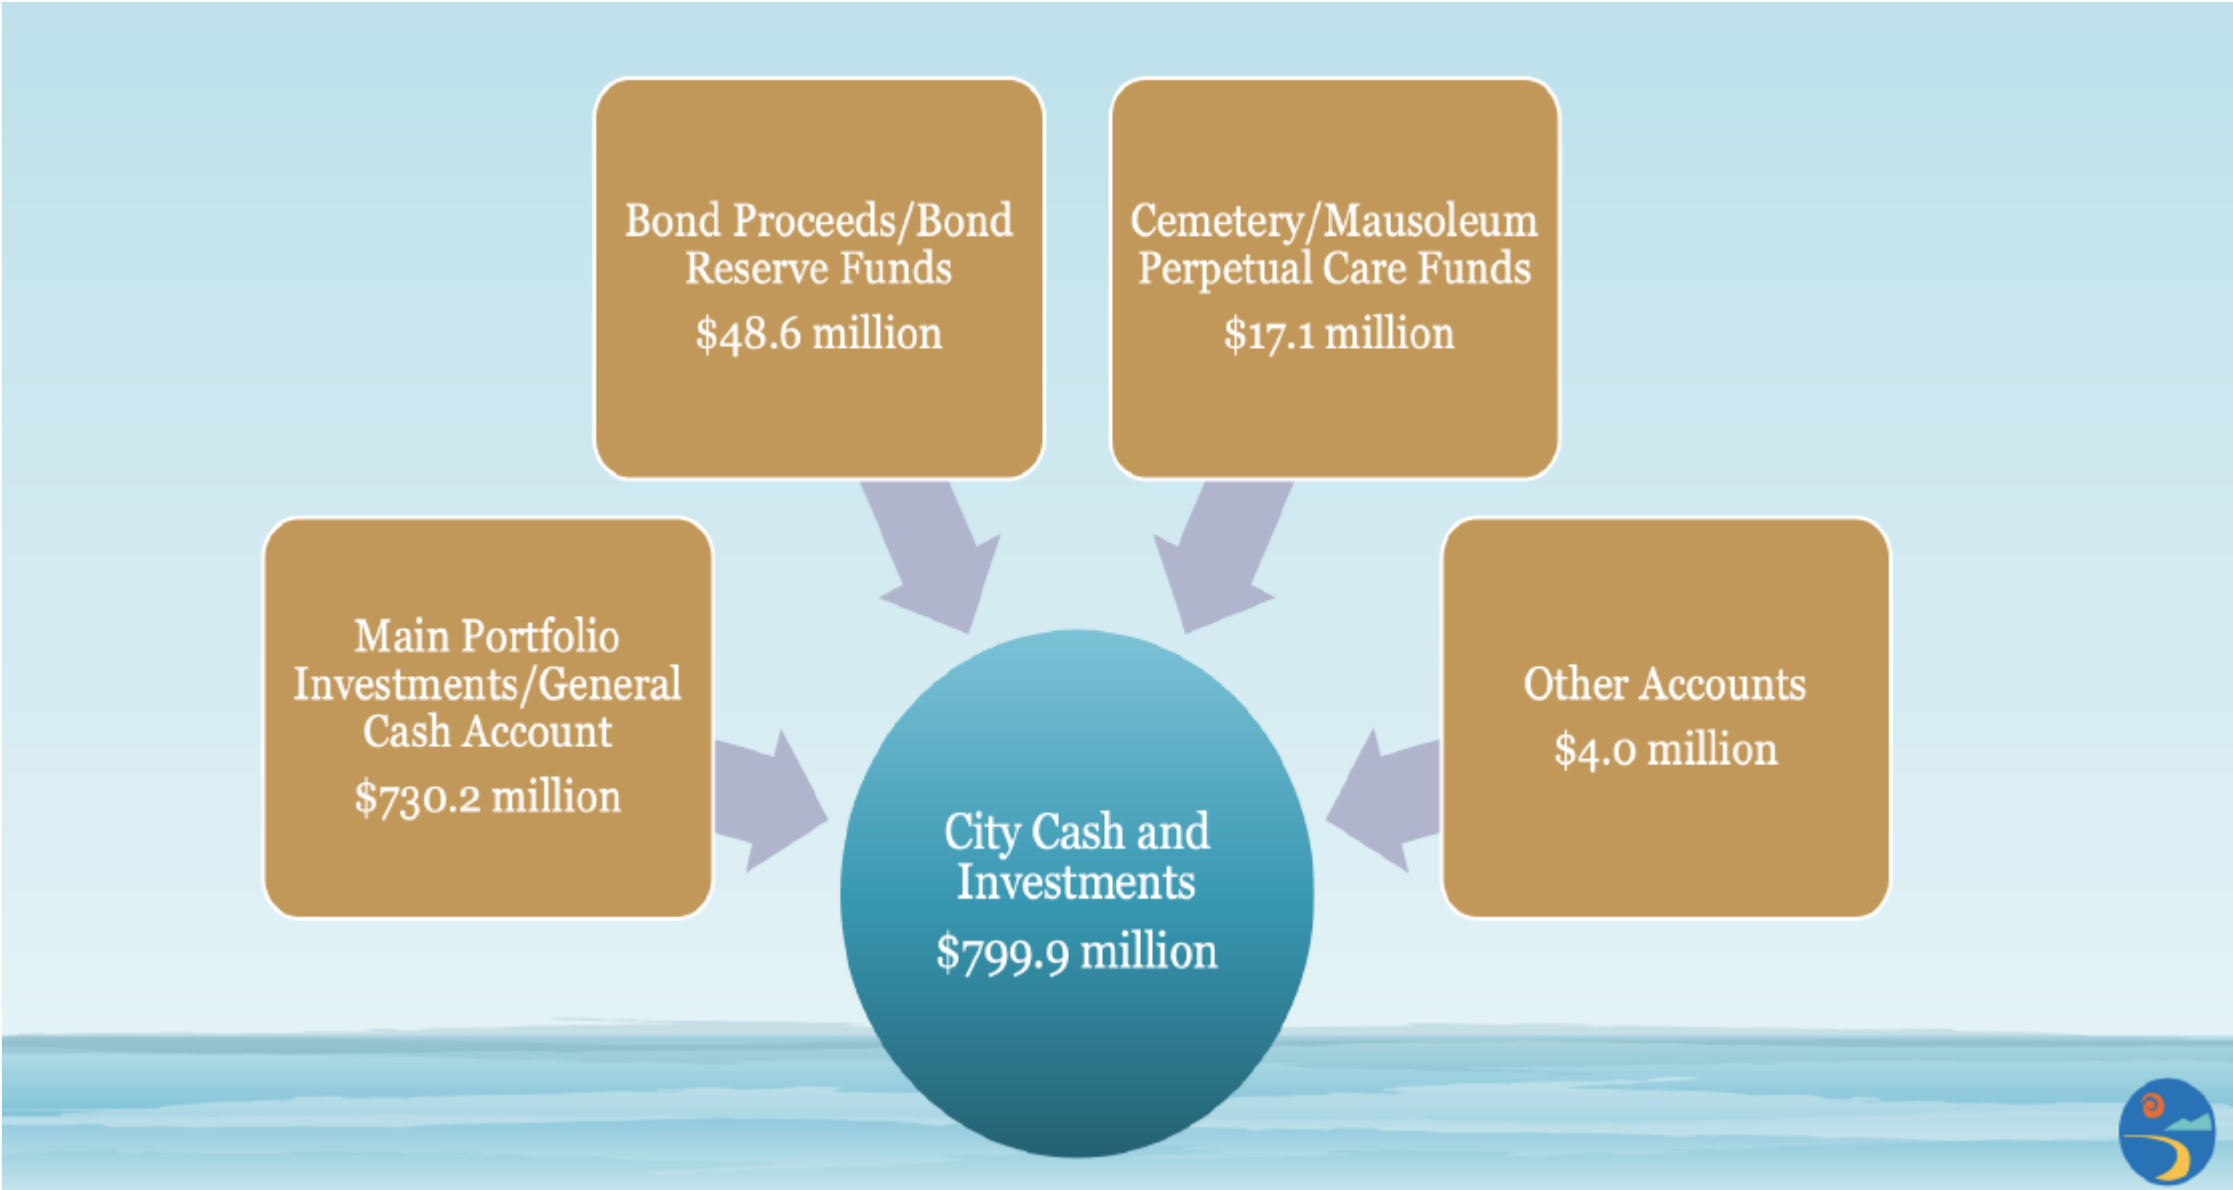 Bond Proceeds/Bond
Reserve Funds
$48.6 million
Cemetery/Mausoleum
Perpetual Care Funds
$17.1 million
Main Portfolio
Investments/General
Cash Account
$730.2 million
Other Accounts
$4.0 million
City Cash and
Investments
$799.9 million